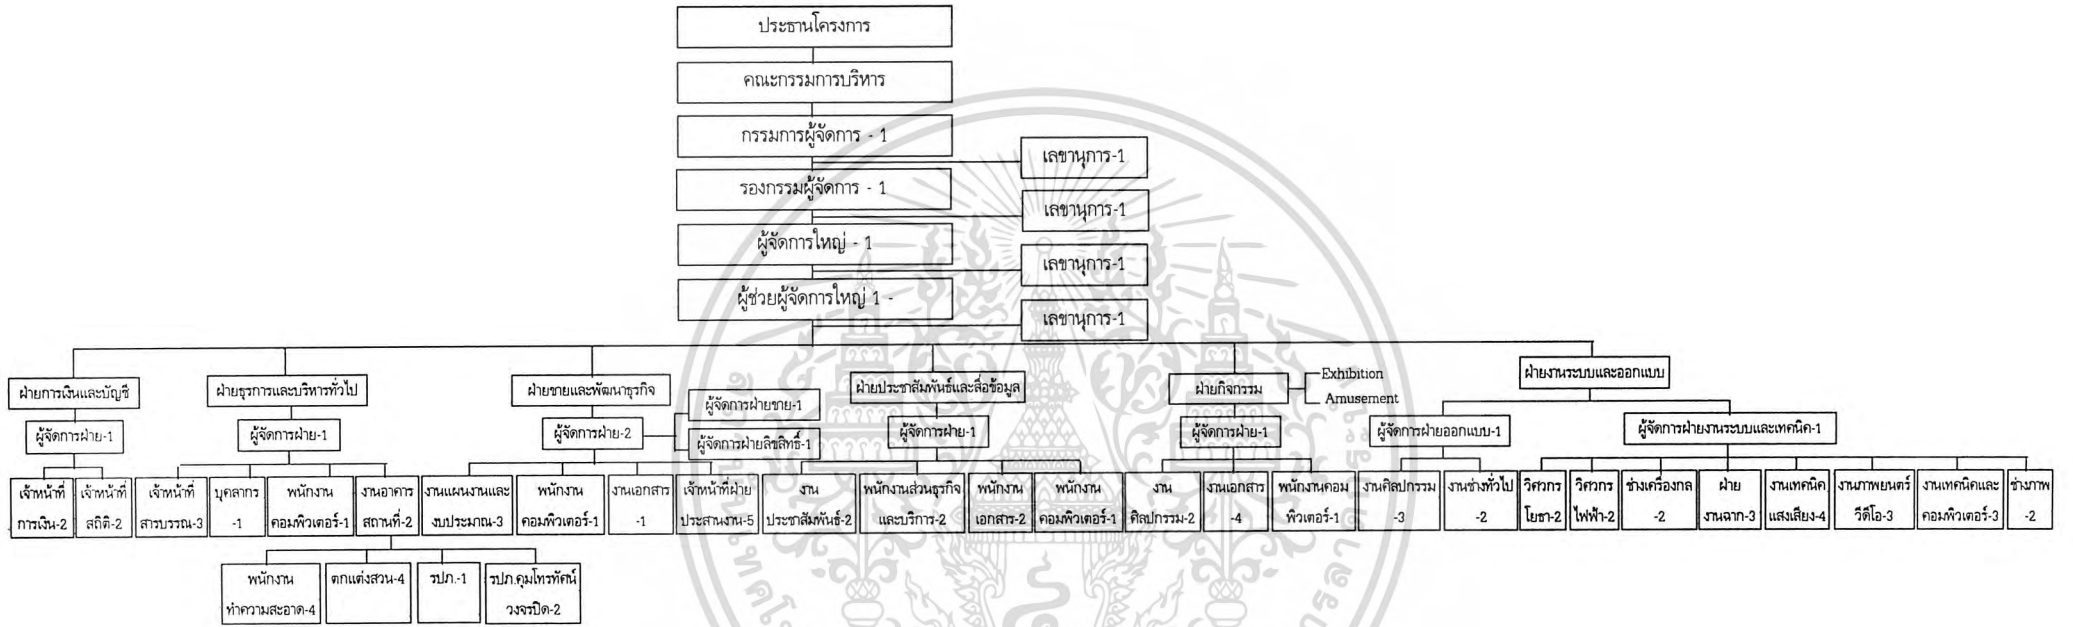 ประธานโครงการ
คณะกรรมการบริหาร
กรรมการผู้จัดการ - 1
เลขานุการ-1
รองกรรมผู้จัดการ - 1
เลขานุการ-1
ผู้จัดการใหญ่ - 1
เลขานุการ-1
ผู้ช่วยผู้จัดการใหญ่ 1 -
เลขานุการ-1
ฝ่ายการเงินและบัญชี
ฝ่ายธุรการและบริหารทั่วไป
ฝ่ายขายและพัฒนาธุรกิจ
ฝ่ายประชาสัมพันธ์และสื่อข้อมูล
ฝ่ายกิจกรรม
Exhibition
Amusement
ฝ่ายงานระบบและออกแบบ
ผู้จัดการฝ่าย-1
ผู้จัดการฝ่าย-1
ผู้จัดการฝ่าย-2
ผู้จัดการฝ่ายขาย-1
ผู้จัดการฝ่ายลิขสิทธิ์-1
ผู้จัดการฝ่าย-1
ผู้จัดการฝ่าย-1
ผู้จัดการฝ่ายออกแบบ-1
ผู้จัดการฝ่ายงานระบบและเทคนิค-1
เจ้าหน้าที่
การเงิน-2
เจ้าหน้าที่
สถิติ-2
เจ้าหน้าที่
สารบรรณ-3
บุคลากร
-1
พนักงาน
คอมพิวเตอร์-1
งานอาคาร
สถานที่-2
งานแผนงานและ
งบประมาณ-3
พนักงาน
คอมพิวเตอร์-1
งานเอกสาร
-1
เจ้าหน้าที่ฝ่าย
ประสานงาน-5
งาน
ประชาสัมพันธ์-2
พนักงานส่วนธุรกิจ
และบริการ-2
พนักงาน
เอกสาร-2
พนักงาน
คอมพิวเตอร์-1
งาน
ศิลปกรรม-2
งานเอกสาร
-4
พนักงานคอม
พิวเตอร์-1
งานศิลปกรรม
-3
งานช่างทั่วไป
-2
วิศวกร
โยธา-2
วิศวกร
ไฟฟ้า-2
ช่างเครื่องกล
-2
ฝ่าย
งานฉาก-3
งานเทคนิค
แสงเสียง-4
งานภาพยนตร์
วีดีโอ-3
งานเทคนิคและ
คอมพิวเตอร์-3
ช่างภาพ
-2
พนักงาน
ทำความสะอาด-4
ตกแต่งสวน-4
รปภ.-1
รปภ.คุมโทรทัศน์
วงจรปิด-2